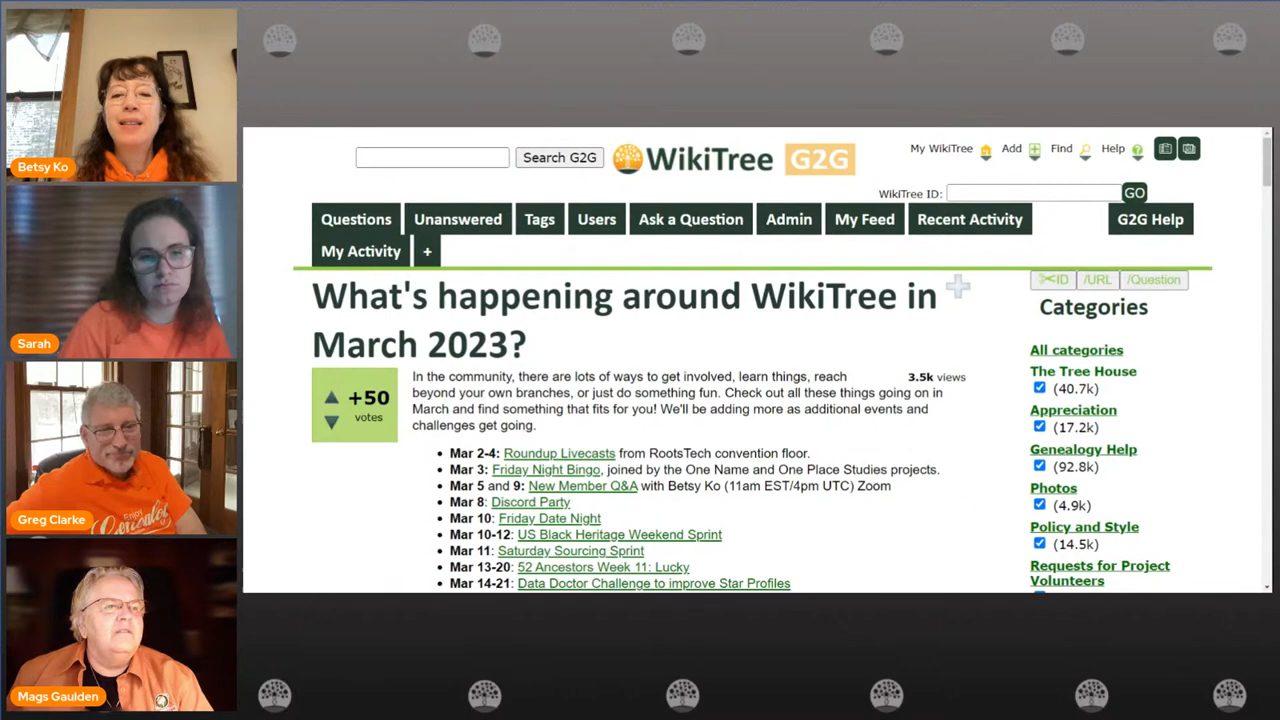 Betsy Ko
Sarah
Enjoy
Greg Clarke
Mags Gaulden
Search G2G
WikiTree G2G
My WikiTree
Add
Find
Help
WikiTree ID:
GO
Questions
Unanswered
Tags
Users
Ask a Question
Admin
My Feed
Recent Activity
G2G Help
My Activity
+
What's happening around WikiTree in
March 2023?
+50
votes
3.5k views
In the community, there are lots of ways to get involved, learn things, reach
beyond your own branches, or just do something fun. Check out all these things going on in
March and find something that fits for you! We'll be adding more as additional events and
challenges get going.
• Mar 2-4: Roundup Livecasts from RootsTech convention floor.
• Mar 3: Friday Night Bingo, joined by the One Name and One Place Studies projects.
• Mar 5 and 9: New Member Q&A with Betsy Ko (11am EST/4pm UTC) Zoom
• Mar 8: Discord Party
• Mar 10: Friday Date Night
• Mar 10-12: US Black Heritage Weekend Sprint
• Mar 11: Saturday Sourcing Sprint
• Mar 13-20: 52 Ancestors Week 11: Lucky
• Mar 14-21: Data Doctor Challenge to improve Star Profiles
ID
/URL
/Question
Categories
All categories
The Tree House
(40.7k)
Appreciation
(17.2k)
Genealogy Help
(92.8k)
Photos
(4.9k)
Policy and Style
(14.5k)
Requests for Project
Volunteers